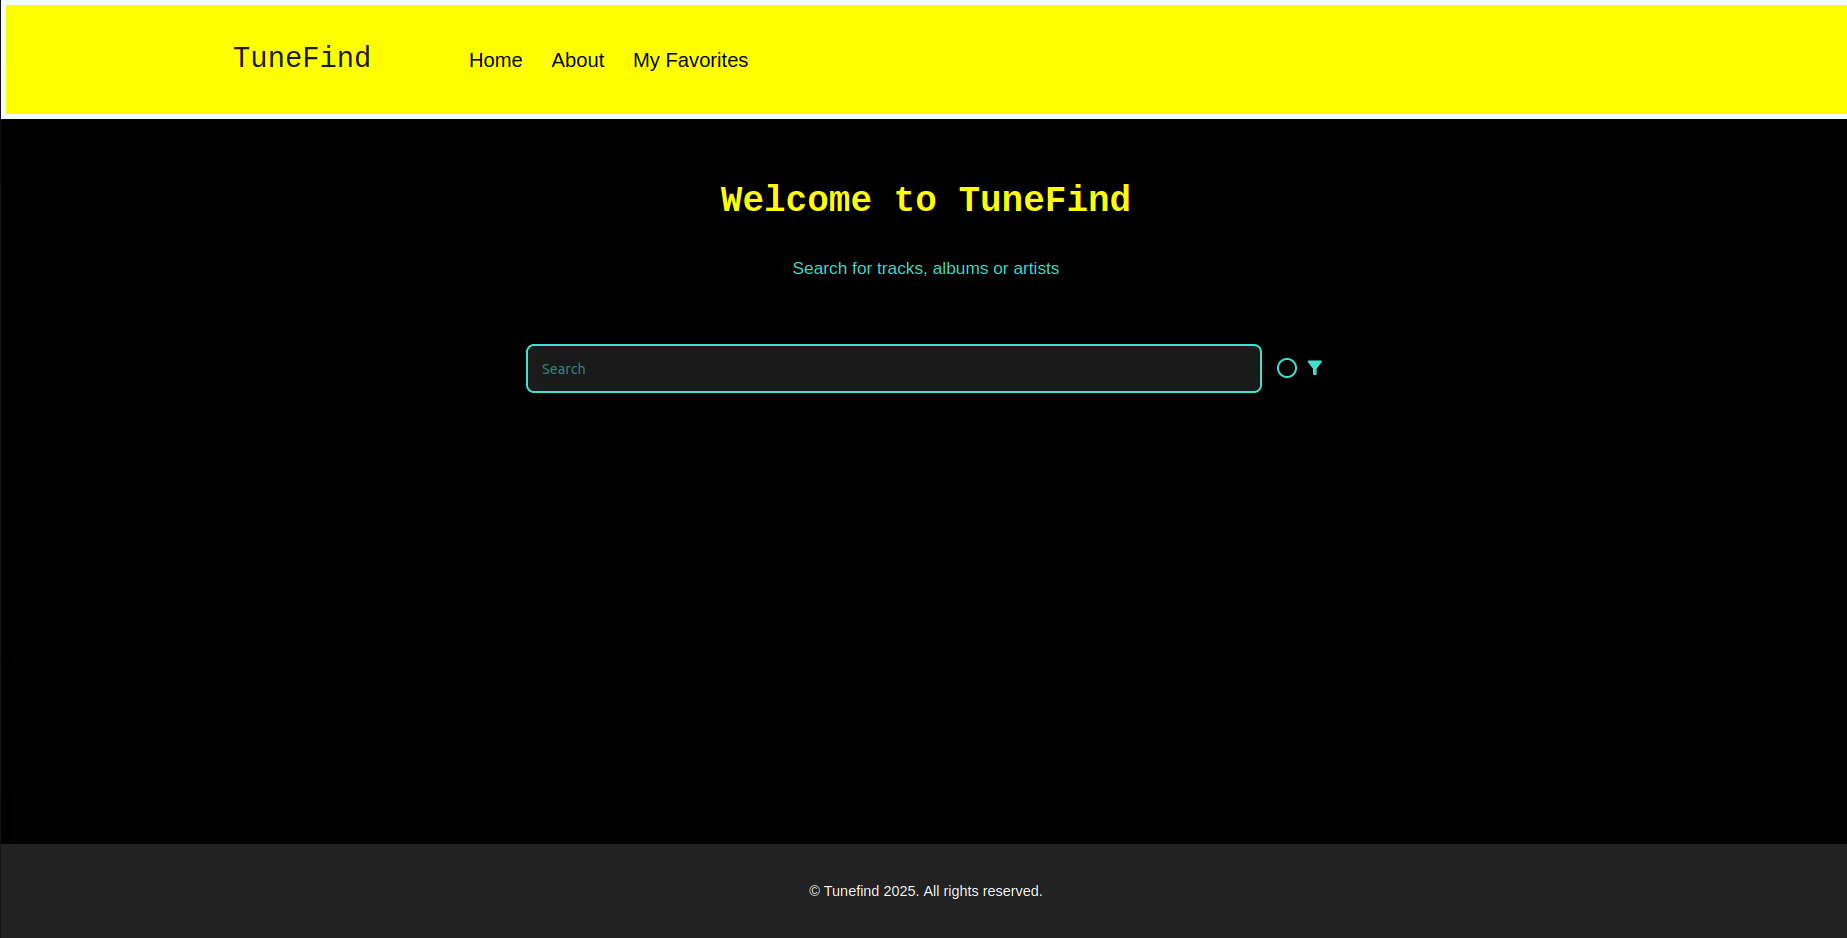 TuneFind
Home About My Favorites
Welcome to TuneFind
Search for tracks, albums or artists
Search
© Tunefind 2025. All rights reserved.